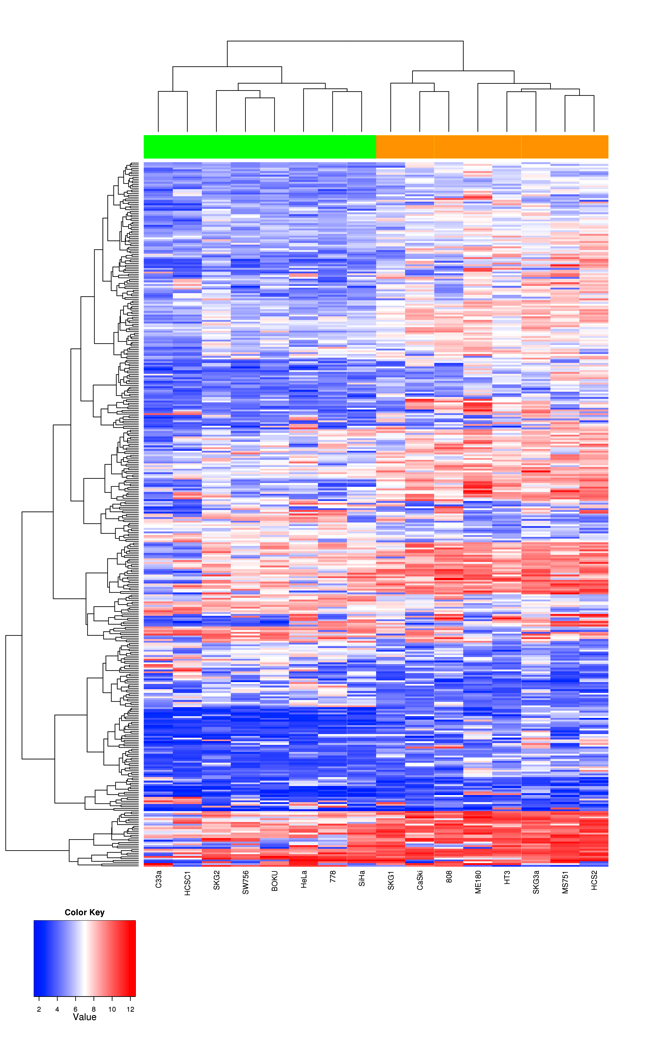 C33a HCSC1 SKG2 SW756 BOKU HeLa 778 SiHa SKG1 CaSki 808 ME180 HT3 SKG3a MS751 HCS2
Color Key
2 4 6 8 10 12
Value